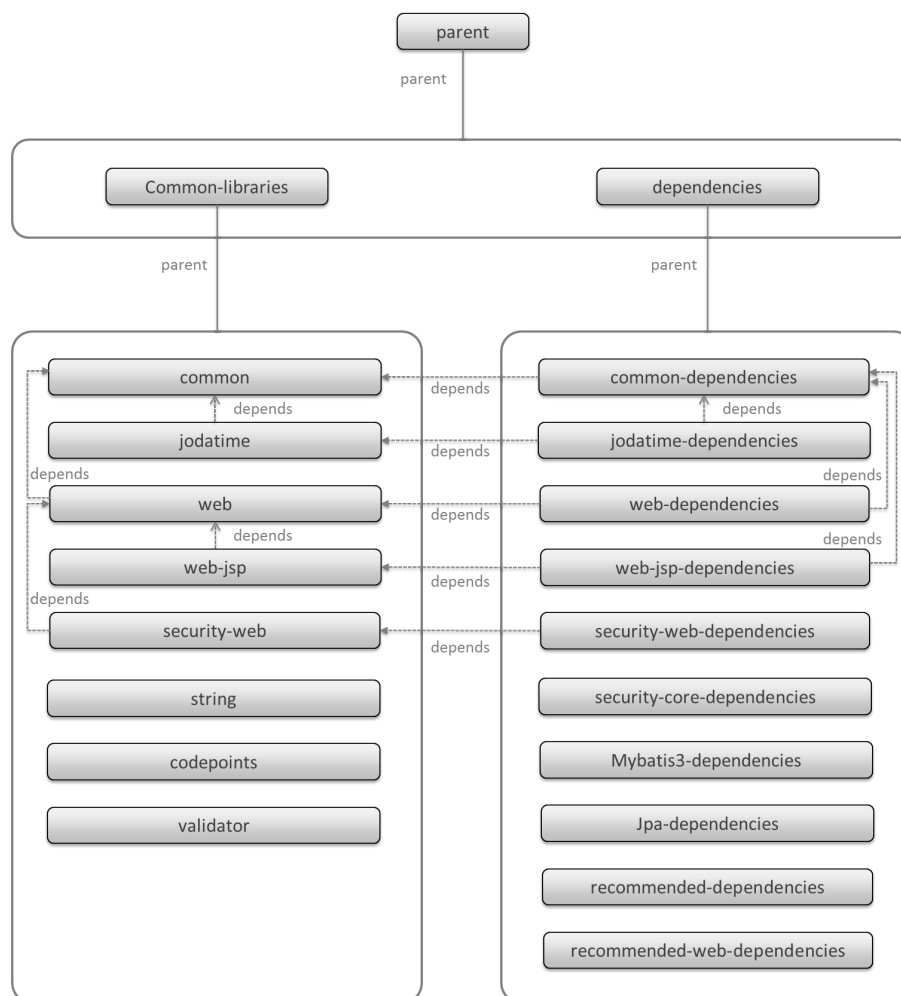 parent
parent
Common-libraries
dependencies
parent
parent
common
common-dependencies
depends
depends
depends
jodatime
jodatime-dependencies
depends
depends
depends
web
web-dependencies
depends
depends
depends
web-jsp
web-jsp-dependencies
depends
depends
security-web
security-web-dependencies
depends
string
security-core-dependencies
codepoints
Mybatis3-dependencies
validator
Jpa-dependencies
recommended-dependencies
recommended-web-dependencies